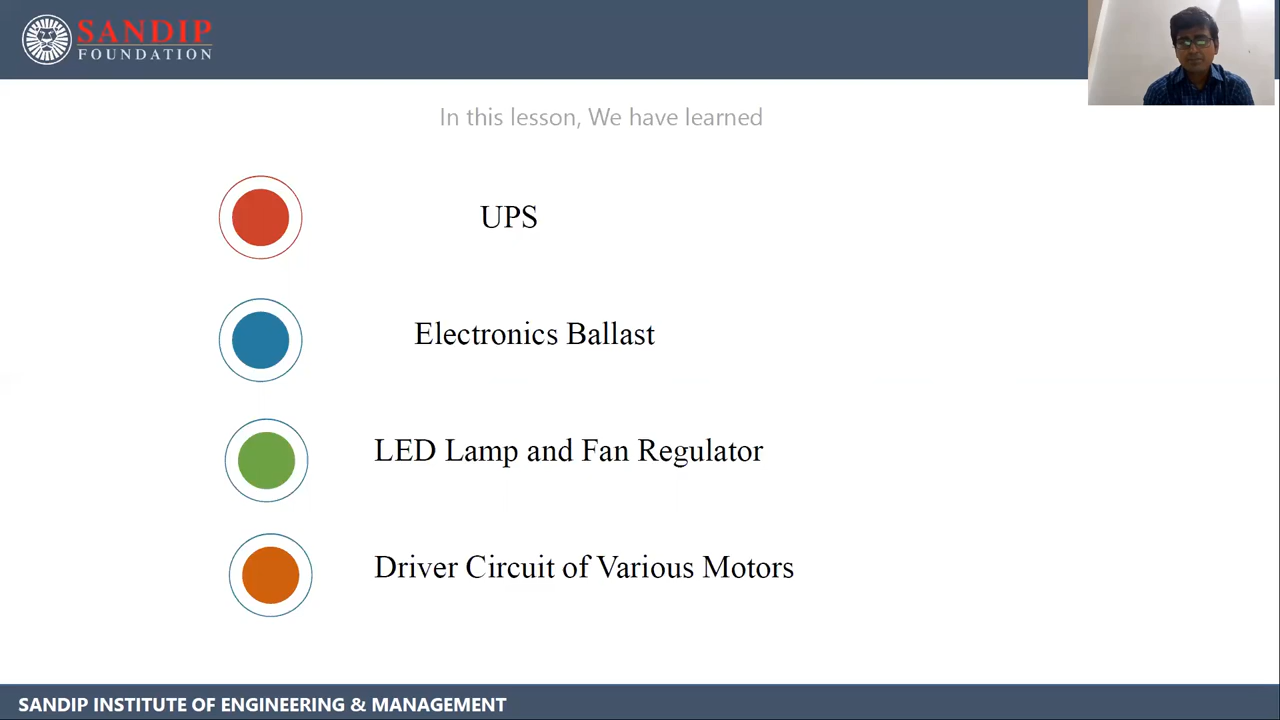 SANDIP
FOUNDATION
In this lesson, We have learned
UPS
Electronics Ballast
LED Lamp and Fan Regulator
Driver Circuit of Various Motors
SANDIP INSTITUTE OF ENGINEERING & MANAGEMENT